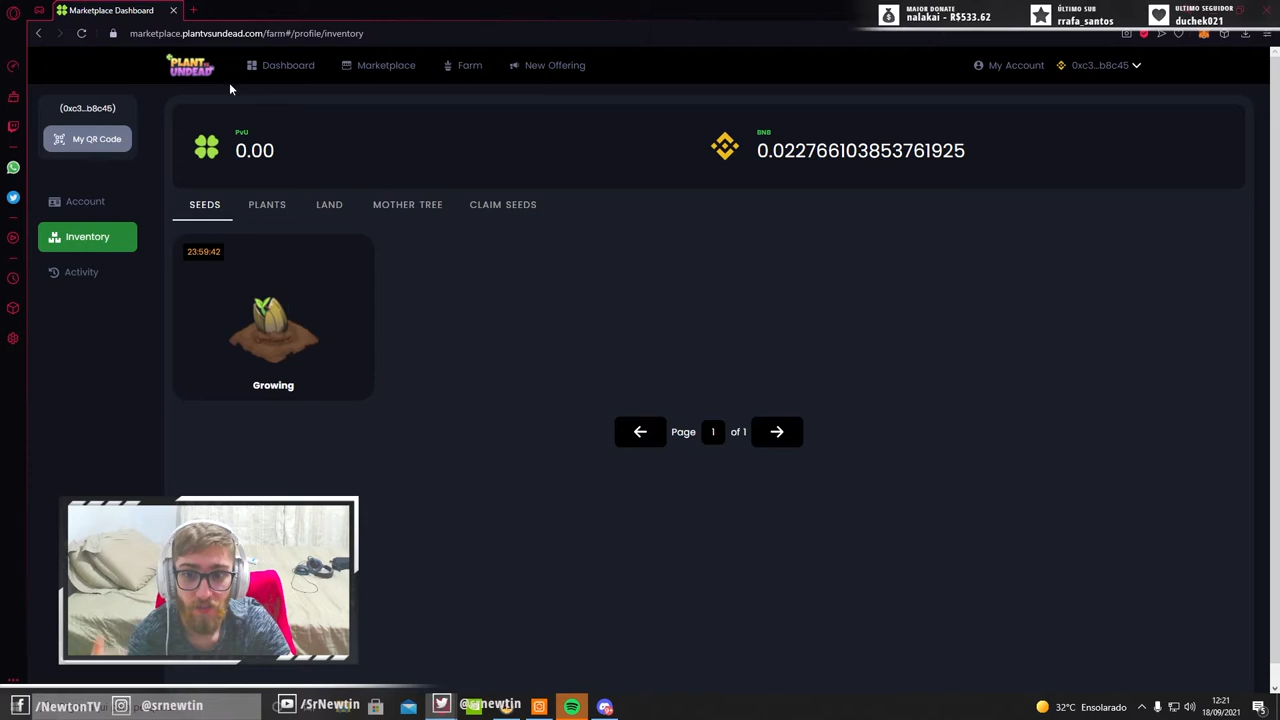 Marketplace Dashboard
MAIOR DONATE
nalakai - R$533.62
ÚLTIMO SUB
rrafa_santos
ULTIMO SEGUIDOR
duchek021
marketplace.plantvsundead.com/farm#/profile/inventory
PLANT
UNDEAD
Dashboard
Marketplace
Farm
New Offering
My Account
0xc3...b8c45
(0xc3...b8c45)
My QR Code
Account
Inventory
Activity
PVU
0.00
BNB
0.022766103853761925
SEEDS
PLANTS
LAND
MOTHER TREE
CLAIM SEEDS
23:59:42
Growing
Page 1 of 1
/NewtonTV
@srnewtin
/SrNewtin
@srnewtin
32°C Ensolarado
12:21
18/09/2021